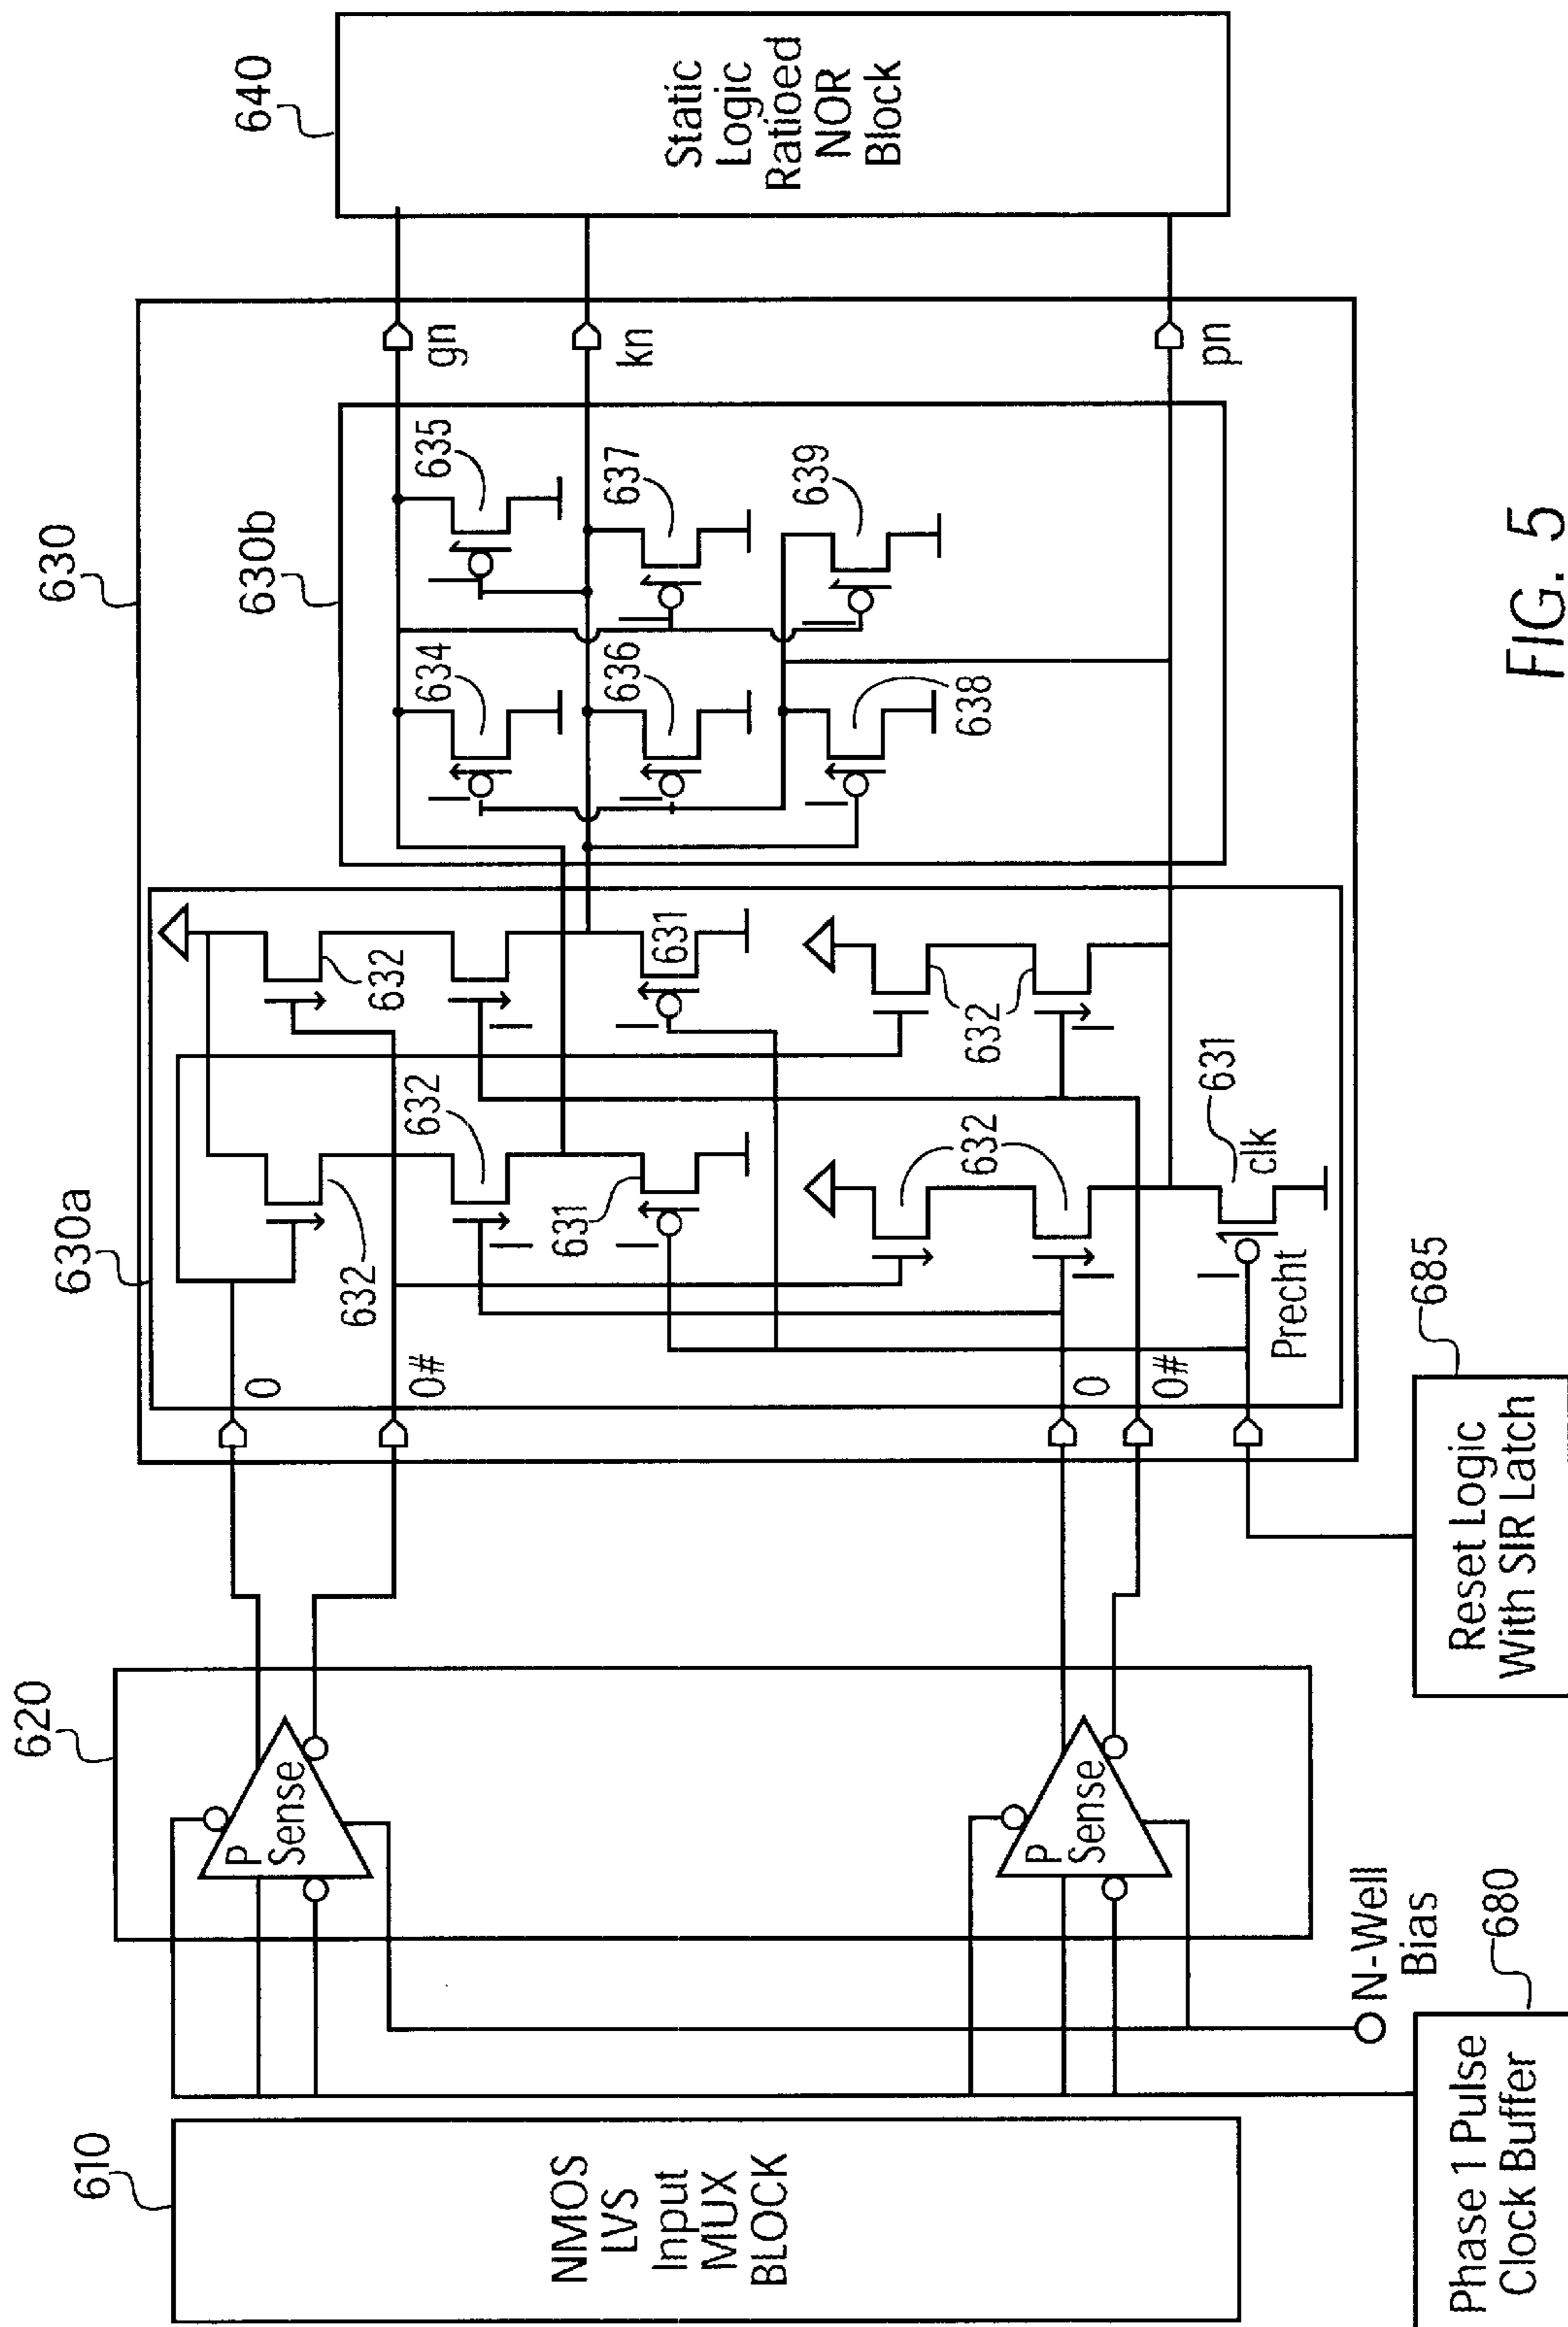 610
NMOS
LVS
Input
MUX
BLOCK
620
P
Sense
P
Sense
N-Well
Bias
680
Phase 1 Pulse
Clock Buffer
630
630a
0
0#
632
632
631
632
631
632
632
0
0#
Precht
631
clk
685
Reset Logic
With SIR Latch
630b
634
635
636
637
638
639
gn
kn
pn
640
Static
Logic
Ratioed
NOR
Block
FIG. 5